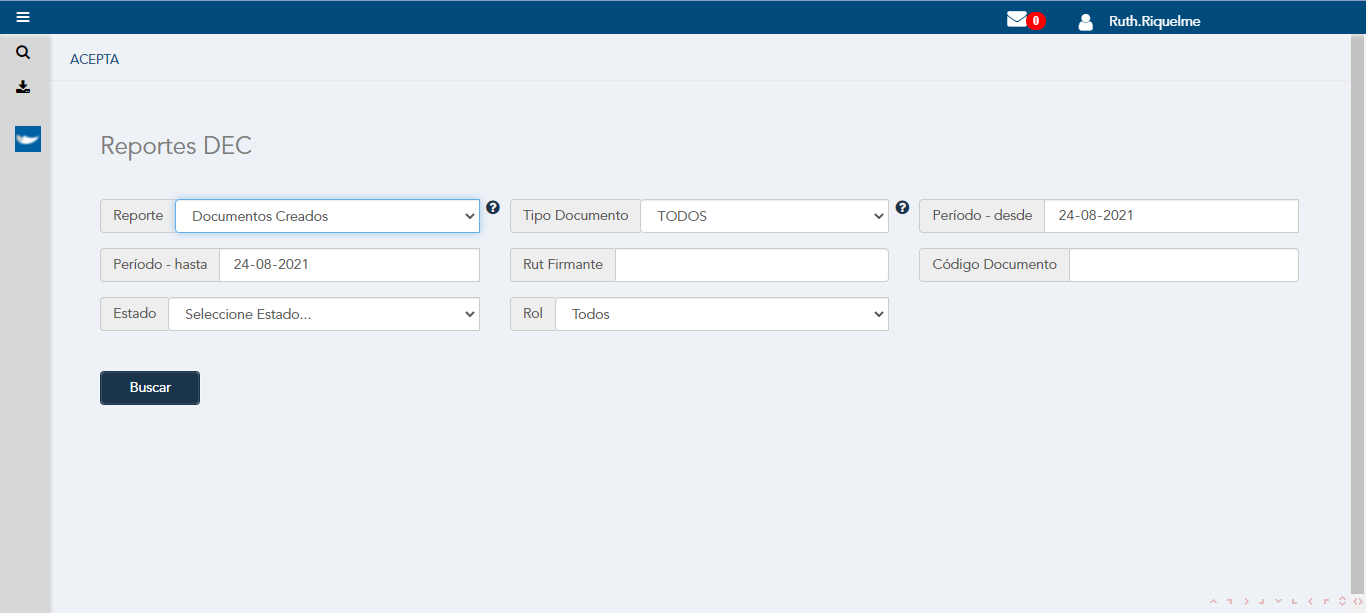 0 Ruth.Riquelme
ACEPTA
Reportes DEC
Reporte Documentos Creados Tipo Documento TODOS Período - desde 24-08-2021
Período - hasta 24-08-2021 Rut Firmante Código Documento
Estado Seleccione Estado... Rol Todos
Buscar